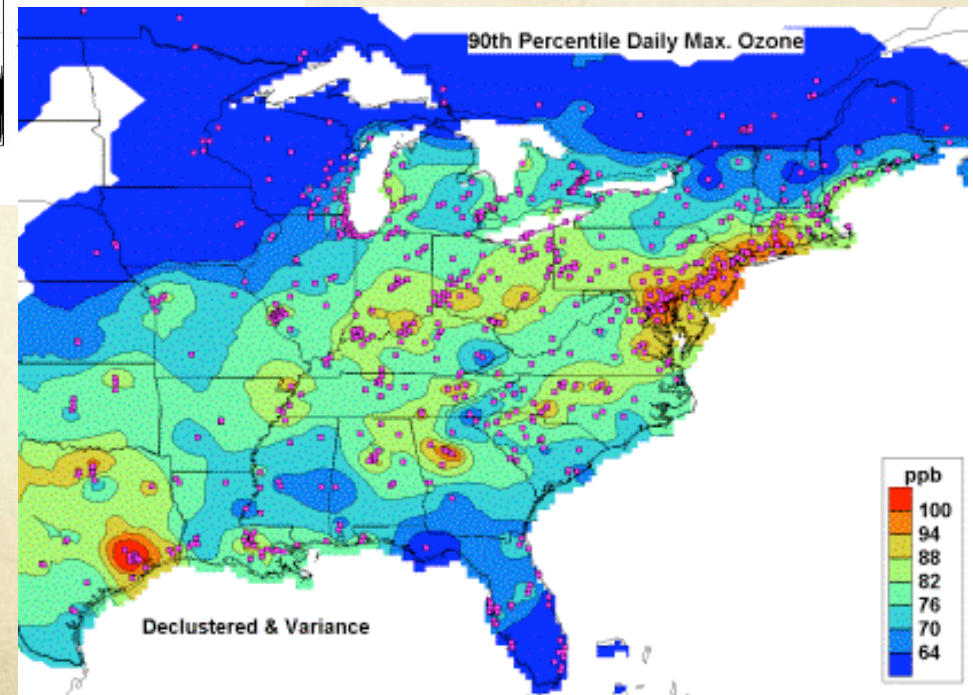 90th Percentile Daily Max. Ozone
ppb
100
94
88
82
76
70
64
Declustered & Variance